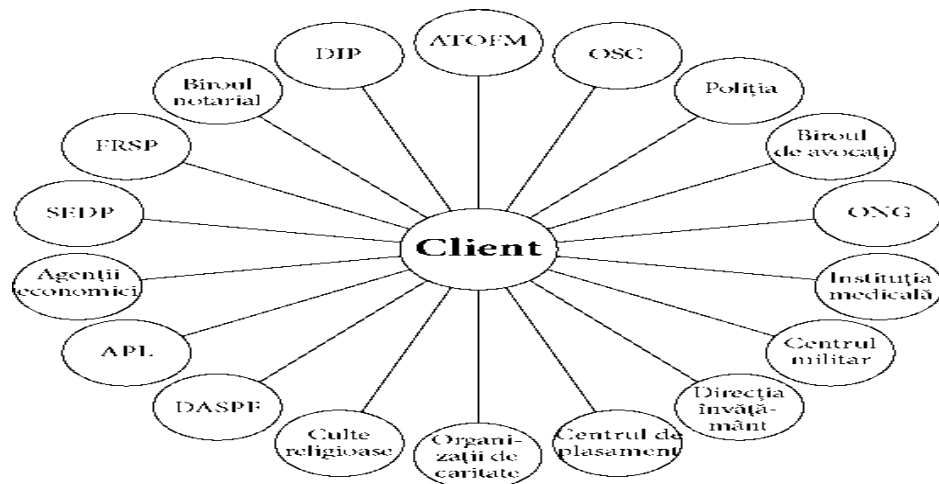 ATOFM
OSC
Poliția
Biroul
de avocați
ONG
Instituția
medicală
Centrul
militar
Direcția
învăță-
mânt
Centrul de
plasament
Organi-
zații de
caritate
Culte
religioase
DASPF
APL
Agenții
economici
SEDP
FRSP
Biroul
notarial
DIP
Client